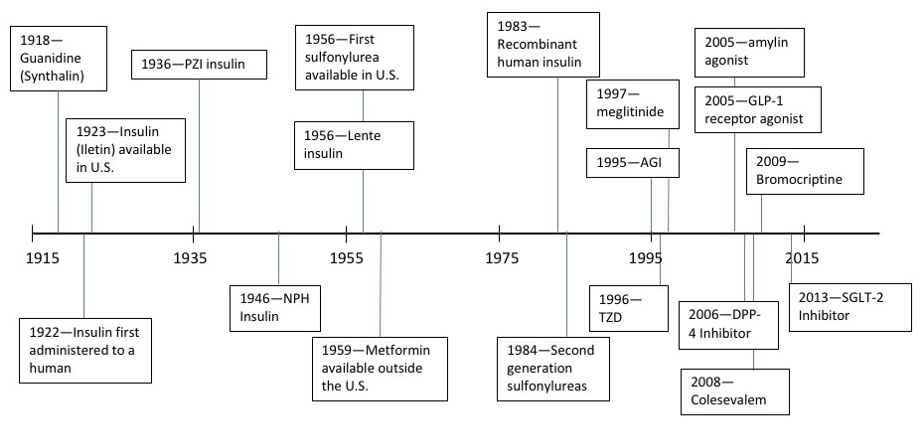 1918—
Guanidine
(Synthalin)
1936—PZI insulin
1956—First
sulfonylurea
available in U.S.
1983—
Recombinant
human insulin
2005—amylin
agonist
1923—Insulin
(Iletin) available
in U.S.
1956—Lente
insulin
1997—
meglitinide
2005—GLP-1
receptor agonist
1995—AGI
2009—
Bromocriptine
1915 1935 1955 1975 1995 2015
1922—Insulin first
administered to a
human
1946—NPH
Insulin
1959—Metformin
available outside
the U.S.
1984—Second
generation
sulfonylureas
1996—
TZD
2006—DPP-
4 Inhibitor
2013—SGLT-2
Inhibitor
2008—
Colesevalem